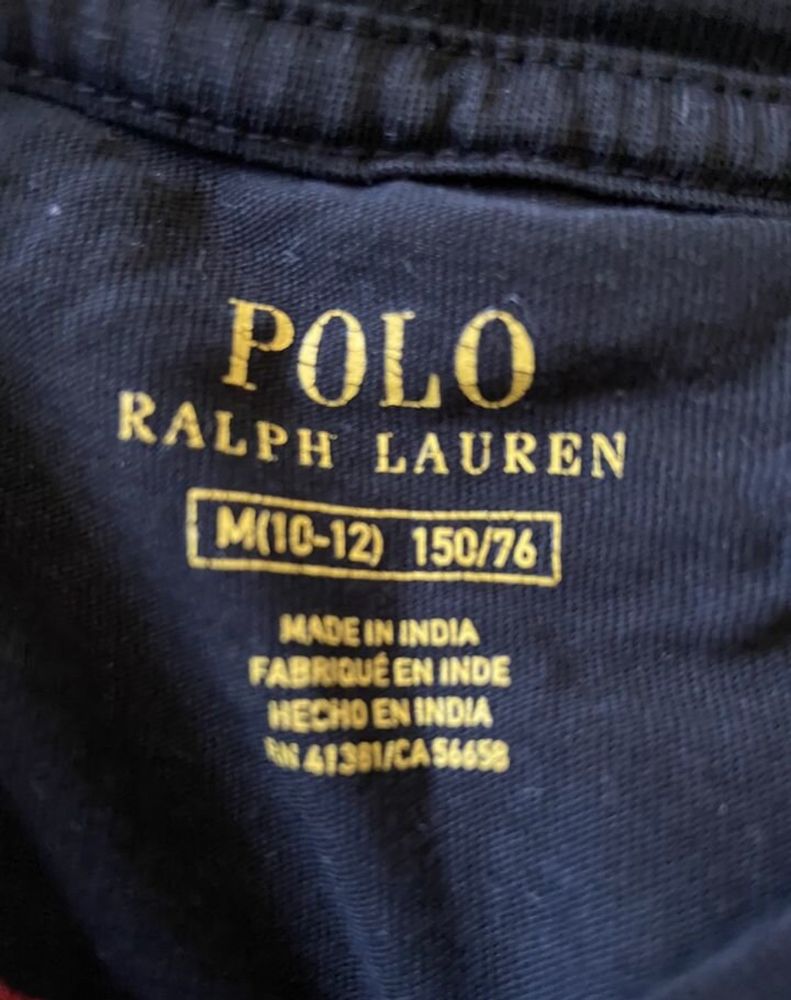 POLO
RALPH LAUREN
M(10-12) 150/76
MADE IN INDIA
FABRIQUÉ EN INDE
HECHO EN INDIA
RN 41381/CA 56658